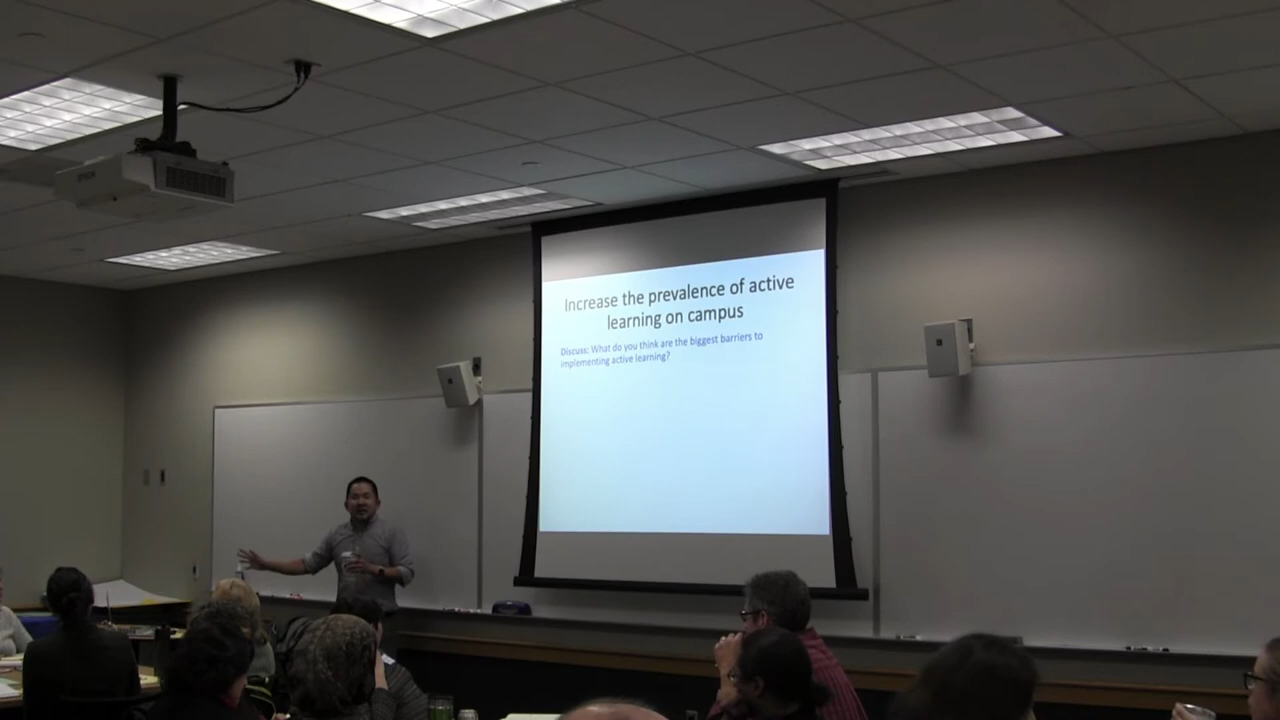 Increase the prevalence of active
learning on campus
Discuss: What do you think are the biggest barriers to
implementing active learning?
EPSON